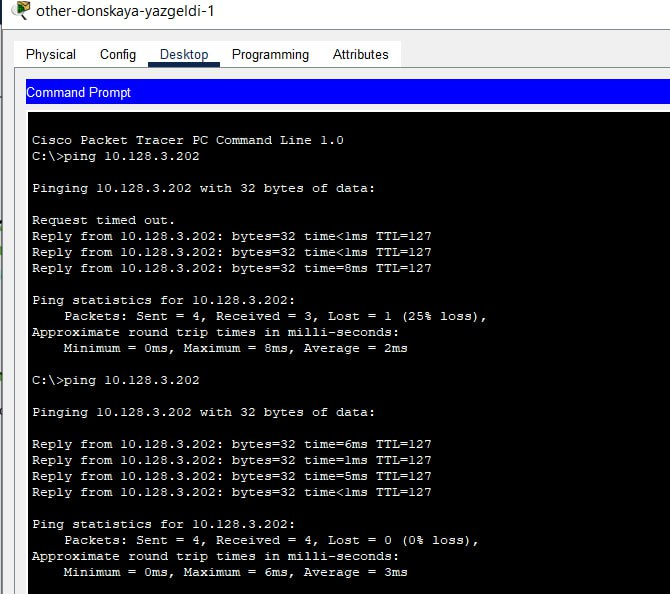 other-donskaya-yazgeldi-1
Physical Config Desktop Programming Attributes
Command Prompt
Cisco Packet Tracer PC Command Line 1.0
C:\>ping 10.128.3.202
Pinging 10.128.3.202 with 32 bytes of data:
Request timed out.
Reply from 10.128.3.202: bytes=32 time<1ms TTL=127
Reply from 10.128.3.202: bytes=32 time<1ms TTL=127
Reply from 10.128.3.202: bytes=32 time=8ms TTL=127
Ping statistics for 10.128.3.202:
Packets: Sent = 4, Received = 3, Lost = 1 (25% loss),
Approximate round trip times in milli-seconds:
Minimum = 0ms, Maximum = 8ms, Average = 2ms
C:\>ping 10.128.3.202
Pinging 10.128.3.202 with 32 bytes of data:
Reply from 10.128.3.202: bytes=32 time=6ms TTL=127
Reply from 10.128.3.202: bytes=32 time=1ms TTL=127
Reply from 10.128.3.202: bytes=32 time=5ms TTL=127
Reply from 10.128.3.202: bytes=32 time<1ms TTL=127
Ping statistics for 10.128.3.202:
Packets: Sent = 4, Received = 4, Lost = 0 (0% loss),
Approximate round trip times in milli-seconds:
Minimum = 0ms, Maximum = 6ms, Average = 3ms